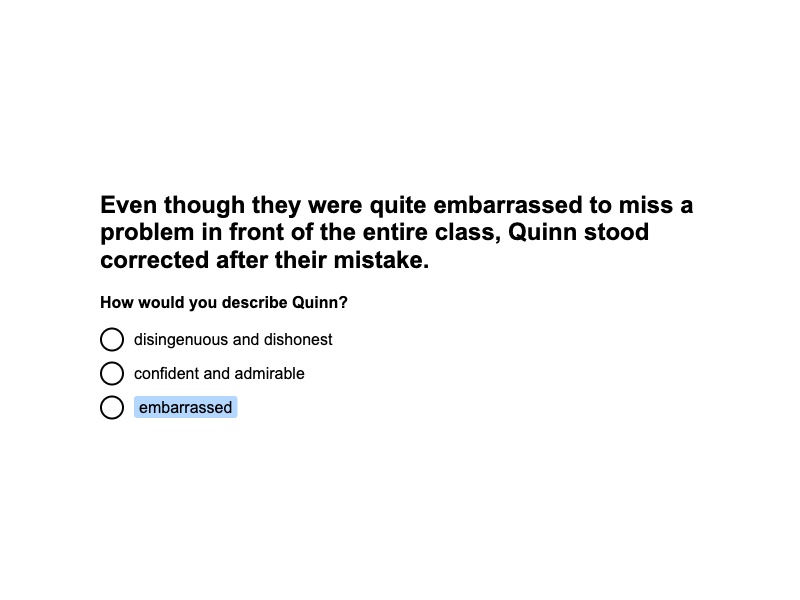 Even though they were quite embarrassed to miss a
problem in front of the entire class, Quinn stood
corrected after their mistake.
How would you describe Quinn?
disingenuous and dishonest
confident and admirable
embarrassed